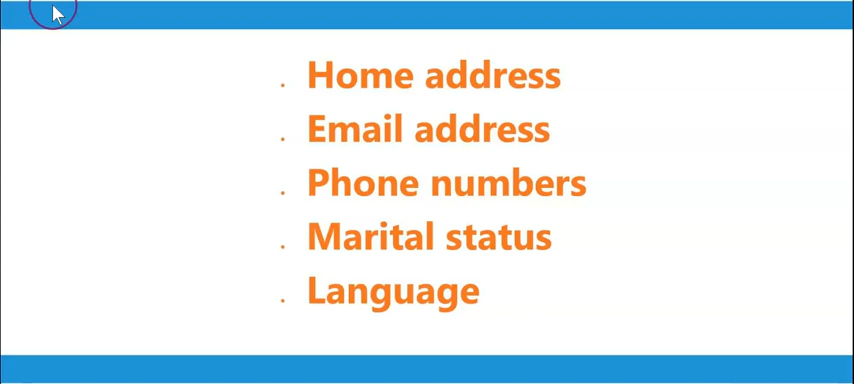 . Home address
. Email address
. Phone numbers
. Marital status
. Language